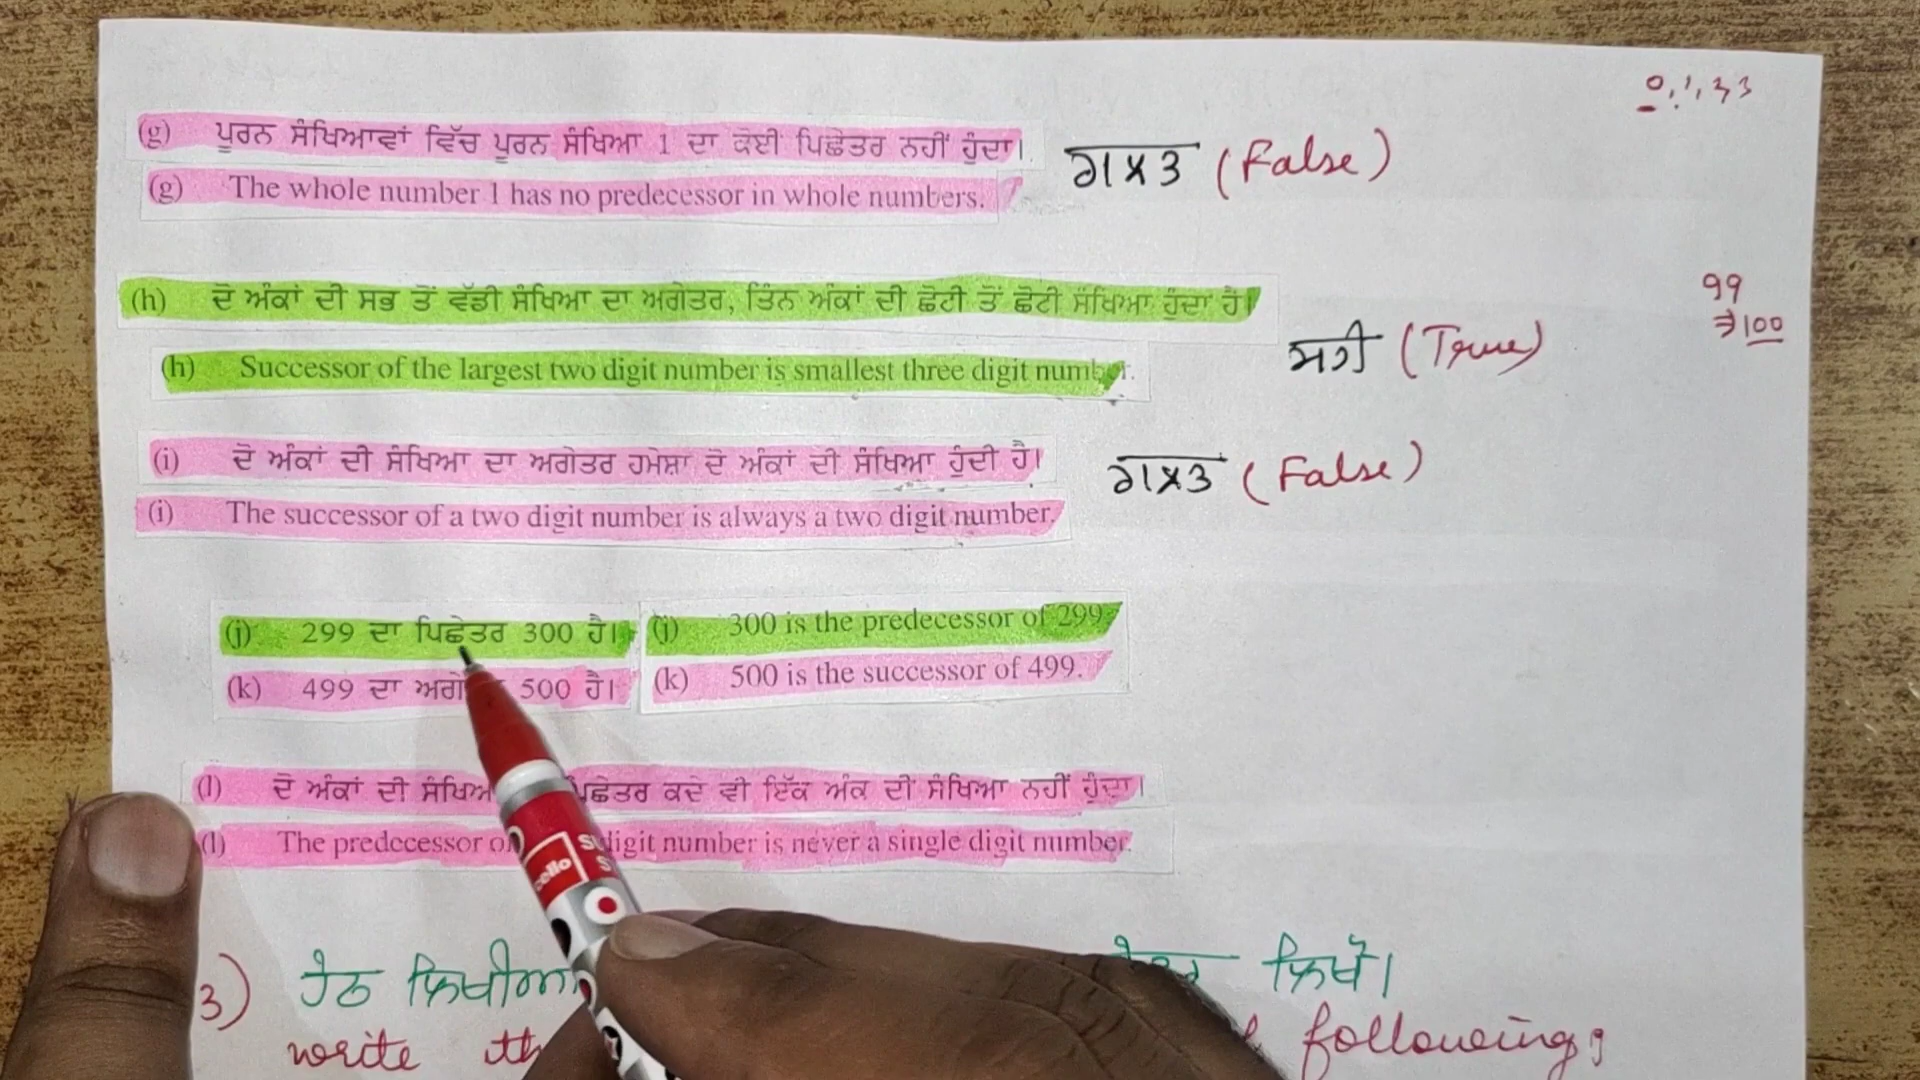 0, 1, 2, 3
(g) ਪੂਰਨ ਸੰਖਿਆਵਾਂ ਵਿੱਚ ਪੂਰਨ ਸੰਖਿਆ 1 ਦਾ ਕੋਈ ਪਿਛੇਤਰ ਨਹੀਂ ਹੁੰਦਾ। ਗਲਤ (False)
(g) The whole number 1 has no predecessor in whole numbers.
(h) ਦੋ ਅੰਕਾਂ ਦੀ ਸਭ ਤੋਂ ਵੱਡੀ ਸੰਖਿਆ ਦਾ ਅਗੇਤਰ, ਤਿੰਨ ਅੰਕਾਂ ਦੀ ਛੋਟੀ ਤੋਂ ਛੋਟੀ ਸੰਖਿਆ ਹੁੰਦਾ ਹੈ। 99
⇒100
(h) Successor of the largest two digit number is smallest three digit number. ਸਹੀ (True)
(i) ਦੋ ਅੰਕਾਂ ਦੀ ਸੰਖਿਆ ਦਾ ਅਗੇਤਰ ਹਮੇਸ਼ਾ ਦੋ ਅੰਕਾਂ ਦੀ ਸੰਖਿਆ ਹੁੰਦੀ ਹੈ। ਗਲਤ (False)
(i) The successor of a two digit number is always a two digit number.
(j) 299 ਦਾ ਪਿਛੇਤਰ 300 ਹੈ। (j) 300 is the predecessor of 299.
(k) 499 ਦਾ 500 ਹੈ। (k) 500 is the successor of 499.
(l) ਦੋ ਅੰਕਾਂ ਦੀ ਕਦੇ ਵੀ ਇੱਕ ਅੰਕ ਦੀ ਸੰਖਿਆ ਨਹੀਂ ਹੁੰਦਾ।
(l) The predecessor digit number is never a single digit number.
cello
3) ਹੇਠ ਲਿਖੋ।
write following;